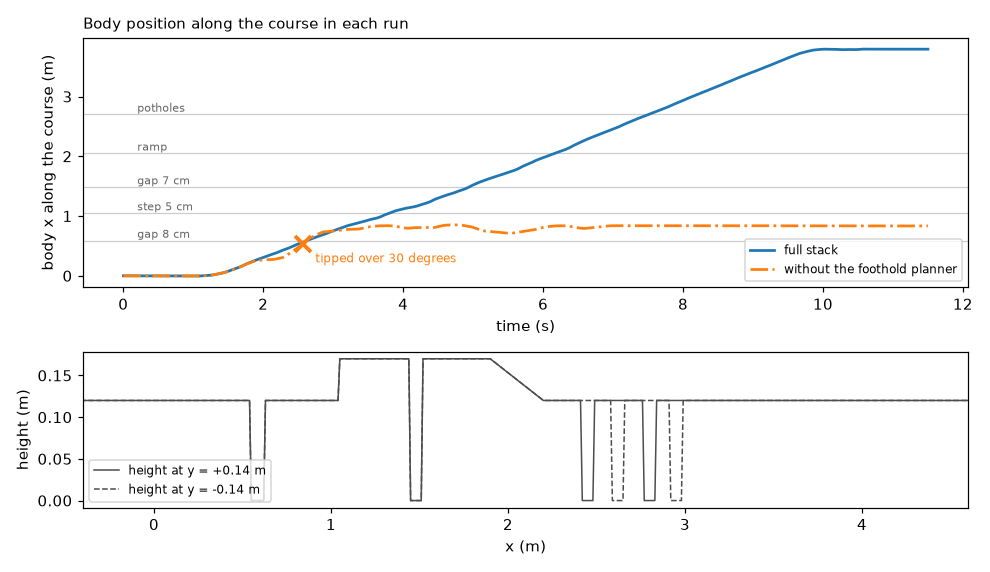 Body position along the course in each run
body x along the course (m)
3
2
1
0
potholes
ramp
gap 7 cm
step 5 cm
gap 8 cm
tipped over 30 degrees
full stack
without the foothold planner
0
2
4
6
8
10
12
time (s)
height (m)
0.15
0.10
0.05
0.00
height at y = +0.14 m
height at y = -0.14 m
0
1
2
3
4
x (m)